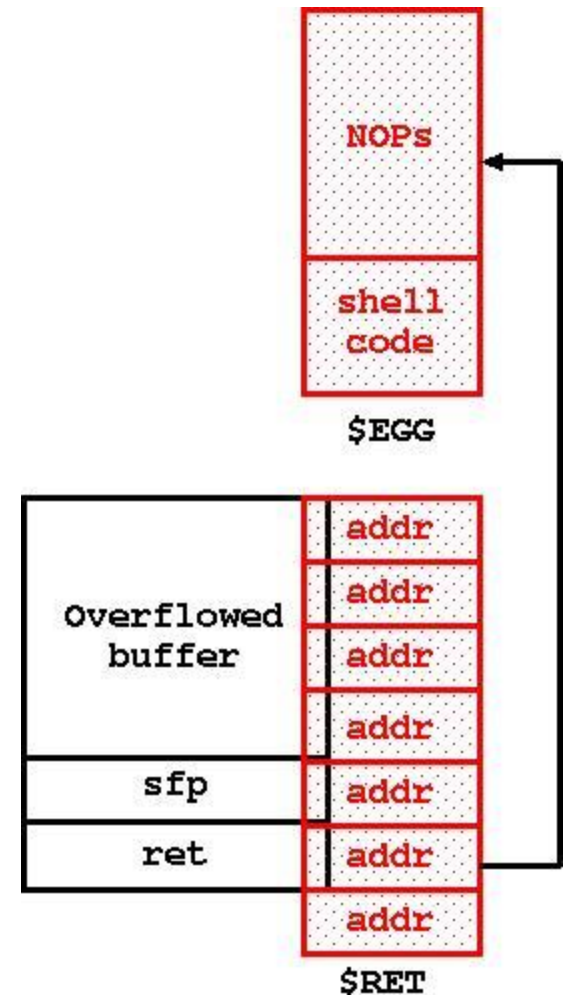 NOPs
shell
code
$EGG
addr
addr
Overflowed
buffer
addr
addr
sfp
addr
ret
addr
addr
$RET